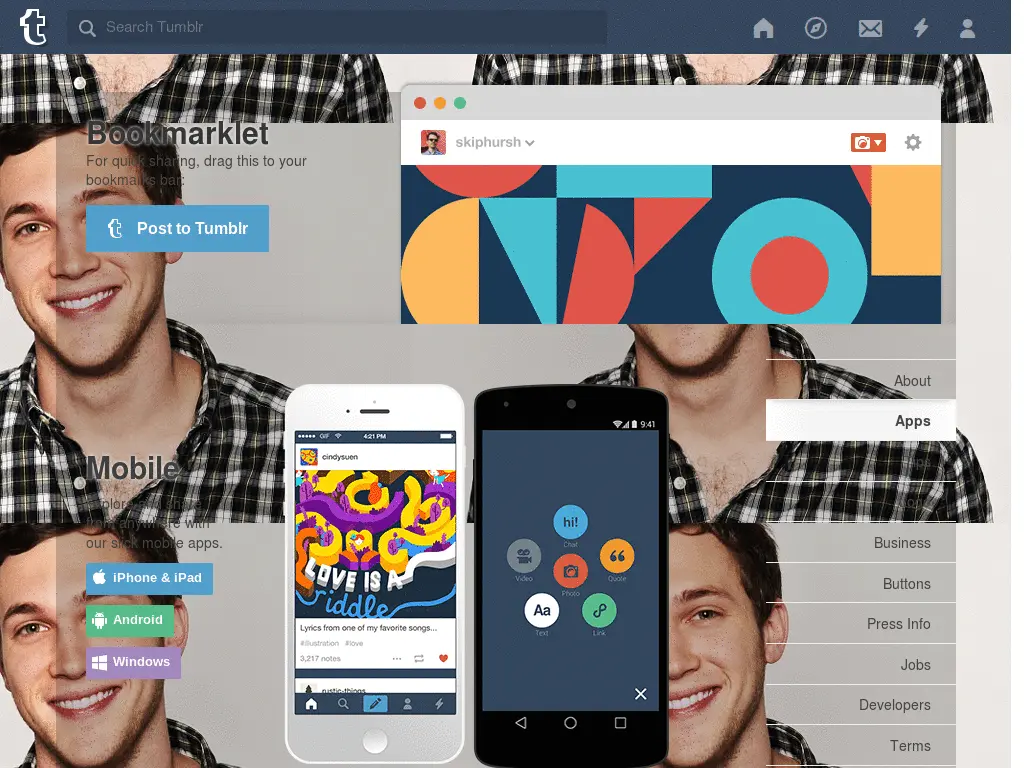 t Search Tumblr
Bookmarklet
For quick sharing, drag this to your
bookmarks bar:
t Post to Tumblr
skiphursh
Mobile
from anywhere with
our slick mobile apps.
iPhone & iPad
Android
Windows
GIF 4:21 PM
cindysuen
LOVE IS A
riddle
Lyrics from one of my favorite songs...
#illustration #love
3,217 notes
rustic-things
9:41
hi!
Chat
Video
Photo
Quote
Aa
Text
Link
About
Apps
Business
Buttons
Press Info
Jobs
Developers
Terms